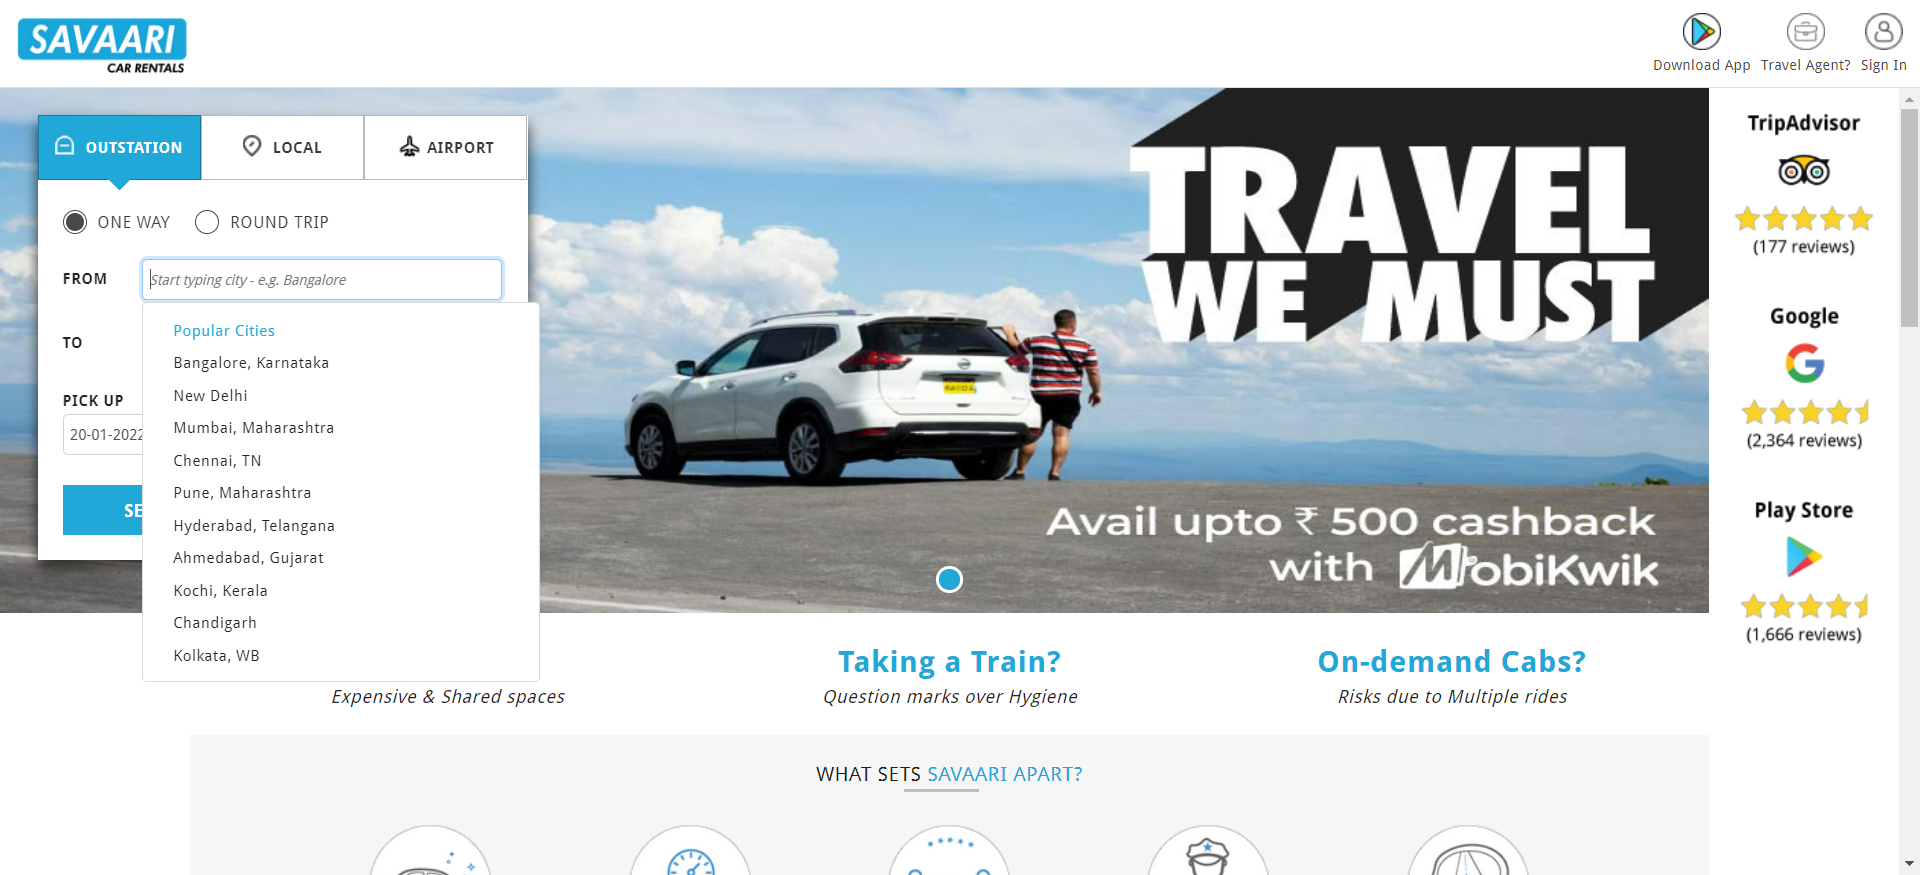 SAVAARI
CAR RENTALS
Download App
Travel Agent?
Sign In
OUTSTATION
LOCAL
AIRPORT
ONE WAY
ROUND TRIP
FROM
Start typing city - e.g. Bangalore
Popular Cities
Bangalore, Karnataka
New Delhi
Mumbai, Maharashtra
Chennai, TN
Pune, Maharashtra
Hyderabad, Telangana
Ahmedabad, Gujarat
Kochi, Kerala
Chandigarh
Kolkata, WB
TO
PICK UP
20-01-2022
SE
TRAVEL
WE MUST
Avail upto ₹ 500 cashback
with MobiKwik
TripAdvisor
(177 reviews)
Google
(2,364 reviews)
Play Store
(1,666 reviews)
Expensive & Shared spaces
Taking a Train?
Question marks over Hygiene
On-demand Cabs?
Risks due to Multiple rides
WHAT SETS SAVAARI APART?